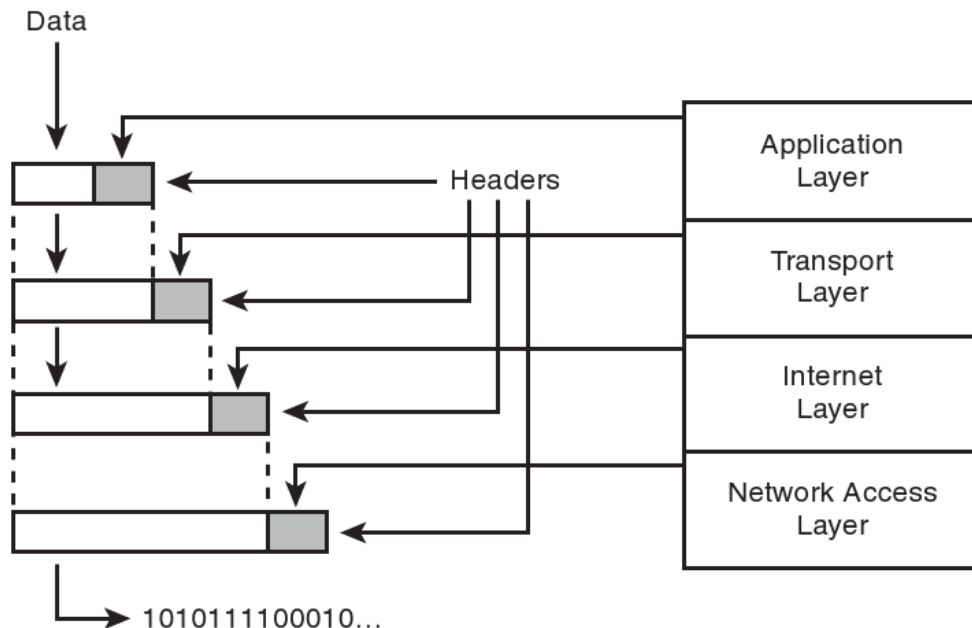 Data
Application
Layer
Headers
Transport
Layer
Internet
Layer
Network Access
Layer
1010111100010...